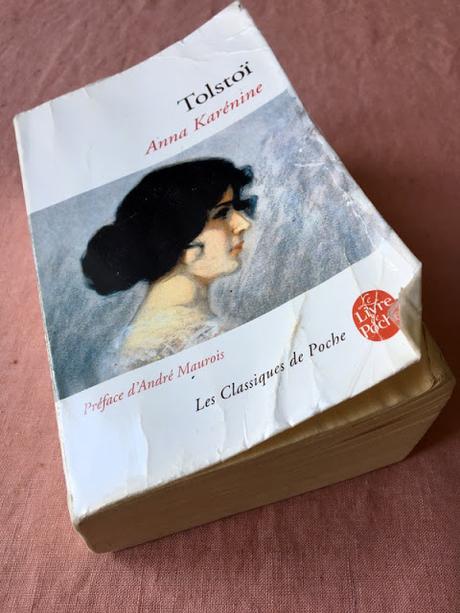 Tolstoï
Anna Karénine
Préface d'André Maurois
Les Classiques de Poche
Le
Livre
de
Poche